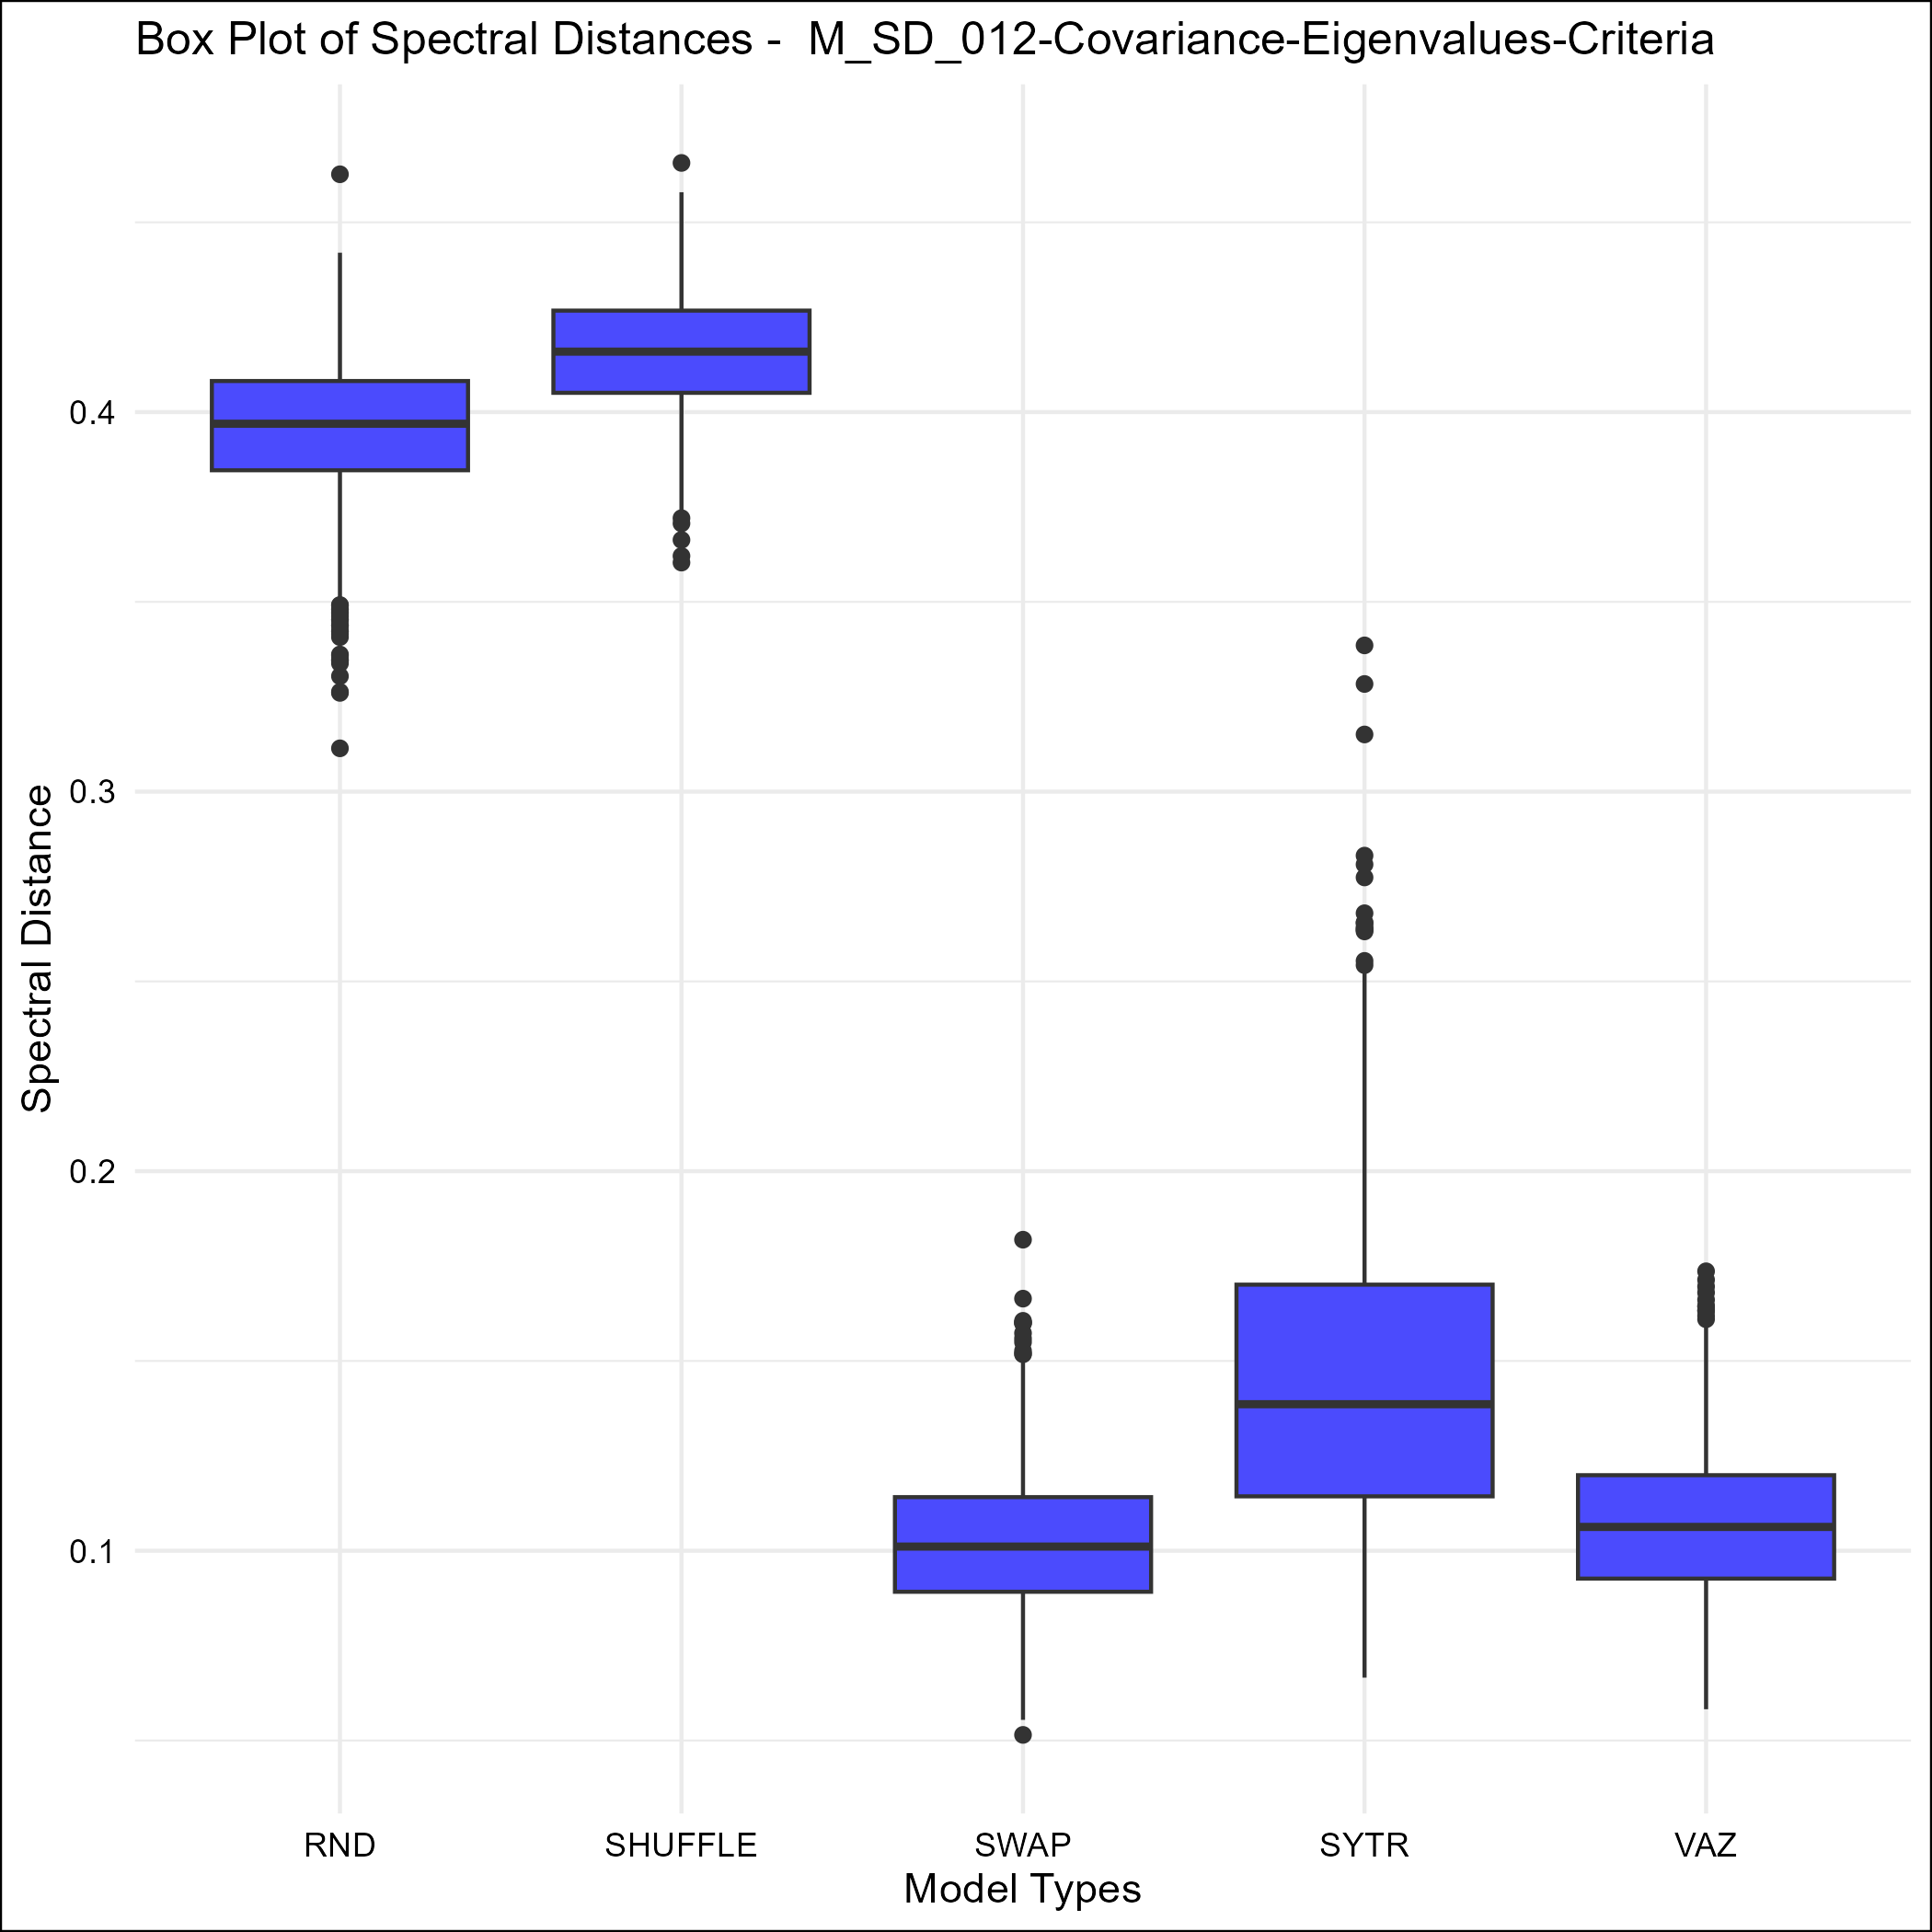 Box Plot of Spectral Distances -  M_SD_012-Covariance-Eigenvalues-Criteria
Spectral Distance
0.4
0.3
0.2
0.1
RND SHUFFLE SWAP SYTR VAZ
Model Types